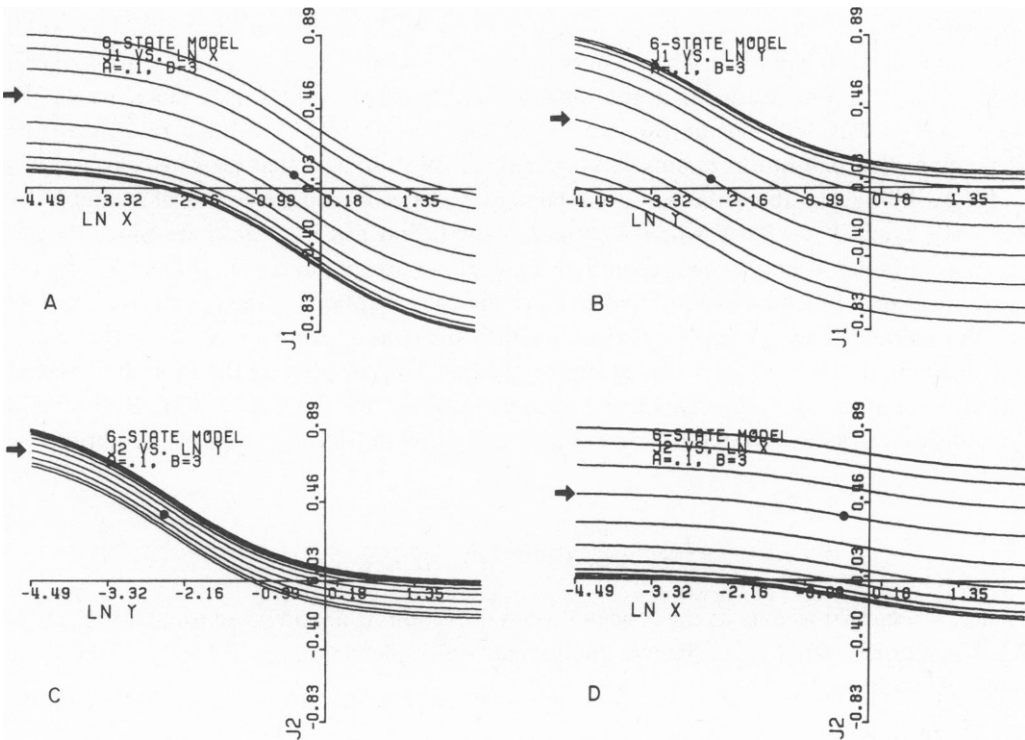 6-STATE MØDEL
J1 VS. LN X
A=.1, B=3
0.89
0.46
0.03
-4.49
-2.16
-0.99
0.18
1.35
LN X
-0.40
-0.83
J1
A
6-STATE MØDEL
J1 VS. LN Y
A=.1, B=3
0.89
0.46
0.03
-4.49
-3.32
-2.16
-0.99
0.18
1.35
LN Y
-0.40
-0.83
J1
B
6-STATE MØDEL
J2 VS. LN Y
A=.1, B=3
0.89
0.46
0.03
-4.49
-3.32
-2.16
-0.99
0.18
1.35
LN Y
-0.40
-0.83
J2
C
6-STATE MØDEL
J2 VS. LN X
A=.1, B=3
0.89
0.46
0.03
-4.49
-3.32
-2.16
-0.99
0.18
1.35
LN X
-0.40
-0.83
J2
D